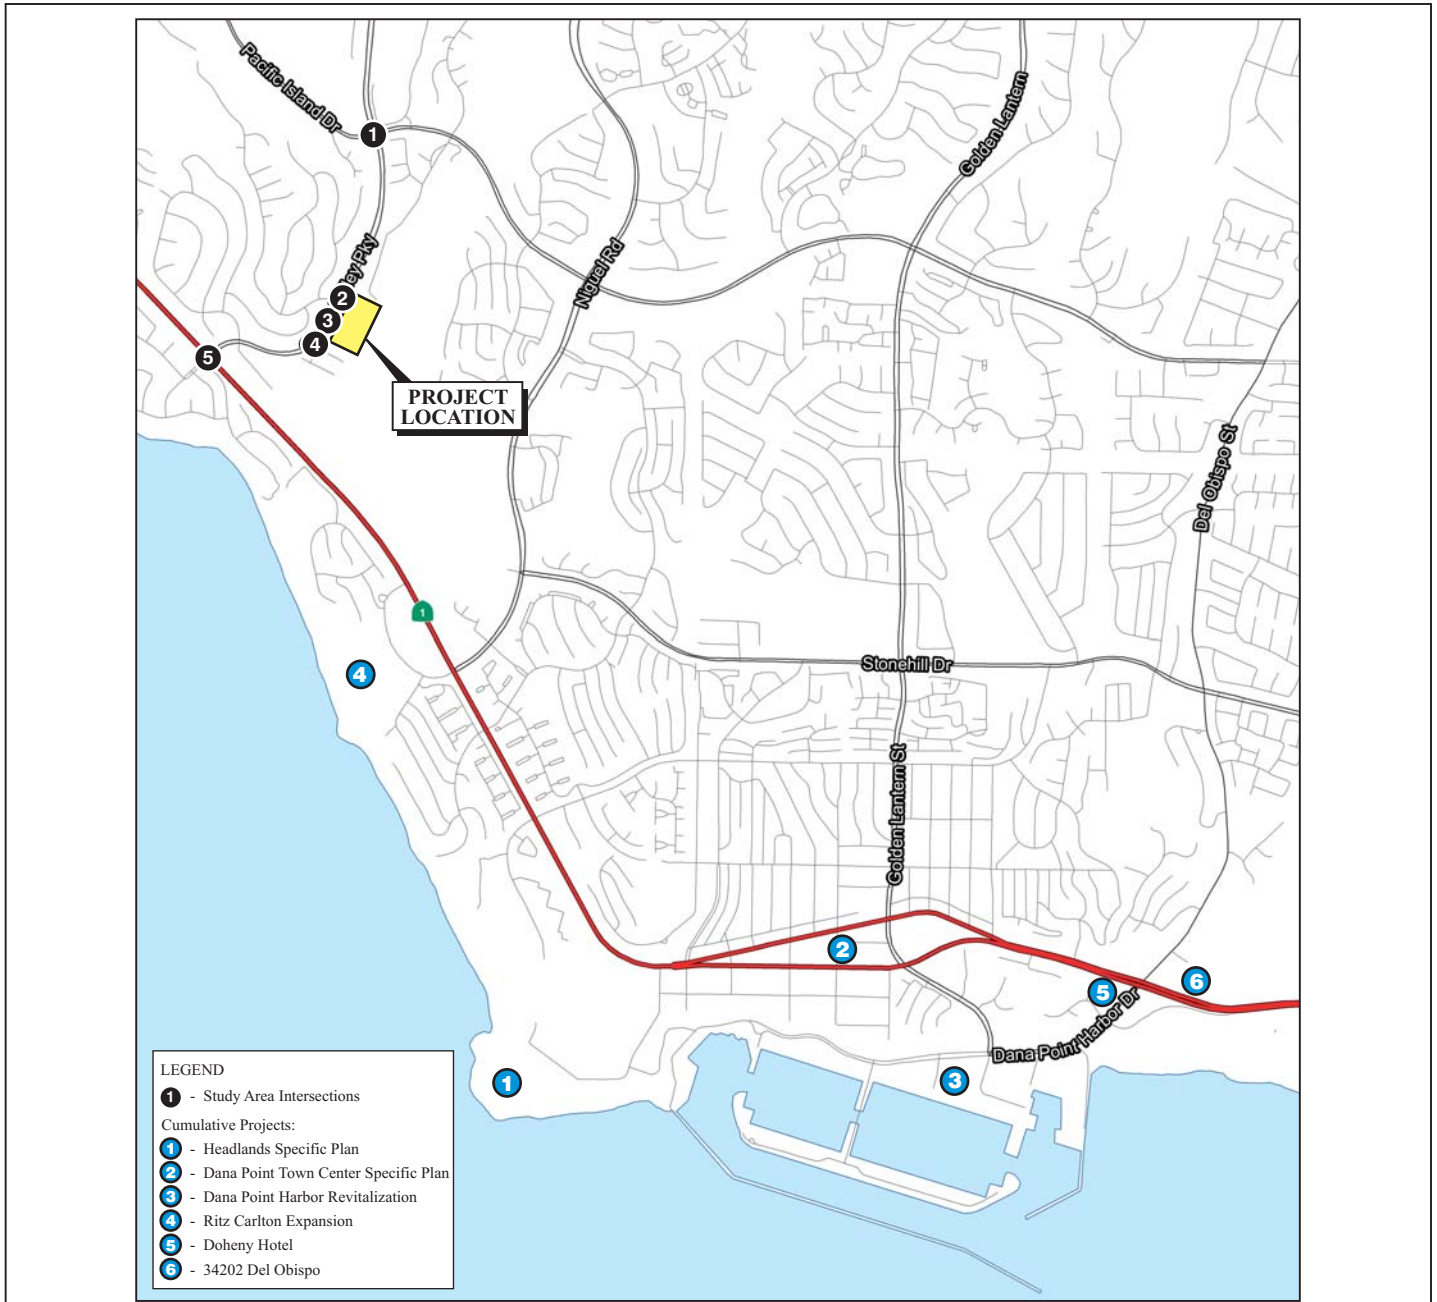 Pacific Island Dr
1
Golden Lantern
ley Pky
Niguel Rd
2
3
4
5
PROJECT
LOCATION
Del Obispo St
1
4
Stonehill Dr
Golden Lantern St
2
6
5
Dana Point Harbor Dr
3
1
LEGEND
1 - Study Area Intersections
Cumulative Projects:
1 - Headlands Specific Plan
2 - Dana Point Town Center Specific Plan
3 - Dana Point Harbor Revitalization
4 - Ritz Carlton Expansion
5 - Doheny Hotel
6 - 34202 Del Obispo